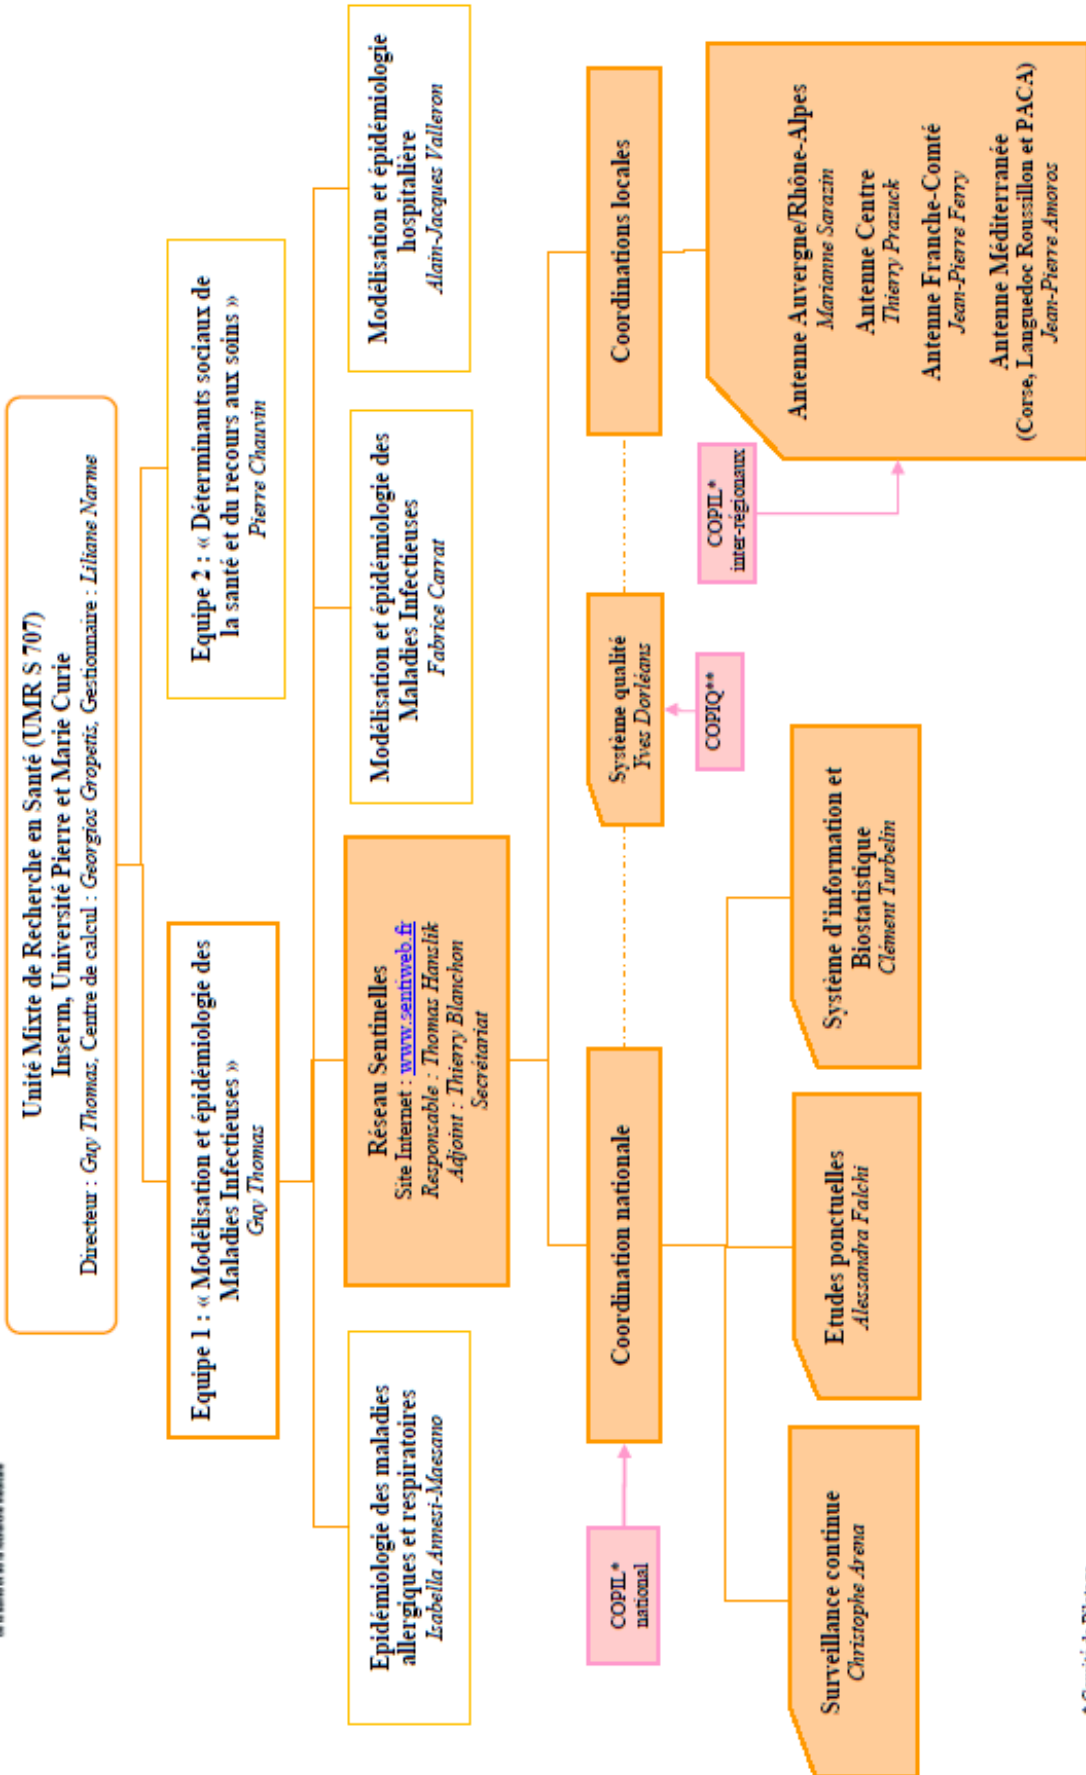 Unité Mixte de Recherche en Santé (UMR S 707)
Inserm, Université Pierre et Marie Curie
Directeur : Guy Thomas, Centre de calcul : Georgios Gropetis, Gestionnaire : Liliane Narme
Equipe 1 : « Modélisation et épidémiologie des
Maladies Infectieuses »
Guy Thomas
Equipe 2 : « Déterminants sociaux de
la santé et du recours aux soins »
Pierre Chauvin
Epidémiologie des maladies
allergiques et respiratoires
Isabella Annesi-Maesano
Réseau Sentinelles
Site Internet : www.sentiweb.fr
Responsable : Thomas Hanslik
Adjoint : Thierry Blanchon
Secrétariat
Modélisation et épidémiologie des
Maladies Infectieuses
Fabrice Carrat
Modélisation et épidémiologie
hospitalière
Alain-Jacques Valleron
COPIL*
national
Coordination nationale
Système qualité
Yves Dorléans
COPIQ**
Coordinations locales
COPIL*
inter-régionaux
Surveillance continue
Christophe Arena
Etudes ponctuelles
Alessandra Falchi
Système d'information et
Biostatistique
Clément Turbelin
Antenne Auvergne/Rhône-Alpes
Marianne Sarazin
Antenne Centre
Thierry Prazuck
Antenne Franche-Comté
Jean-Pierre Ferry
Antenne Méditerranée
(Corse, Languedoc Roussillon et PACA)
Jean-Pierre Amoros